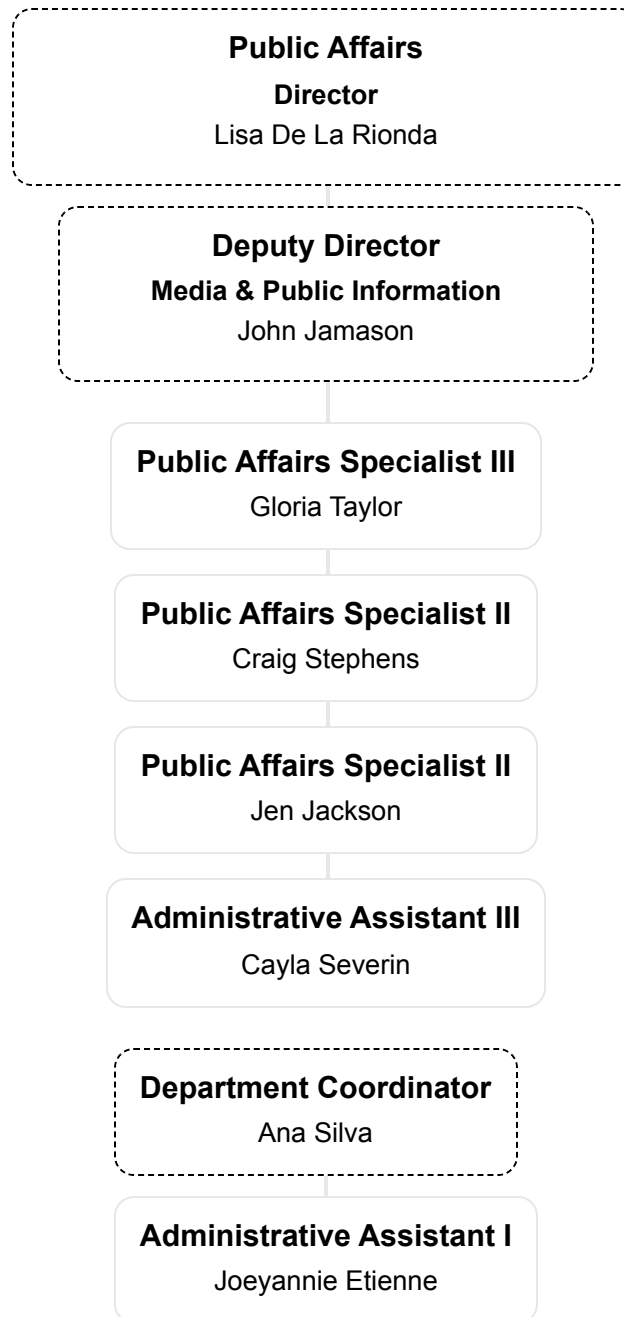 Public Affairs
Director
Lisa De La Rionda
Deputy Director
Media & Public Information
John Jamason
Public Affairs Specialist III
Gloria Taylor
Public Affairs Specialist II
Craig Stephens
Public Affairs Specialist II
Jen Jackson
Administrative Assistant III
Cayla Severin
Department Coordinator
Ana Silva
Administrative Assistant I
Joeyannie Etienne